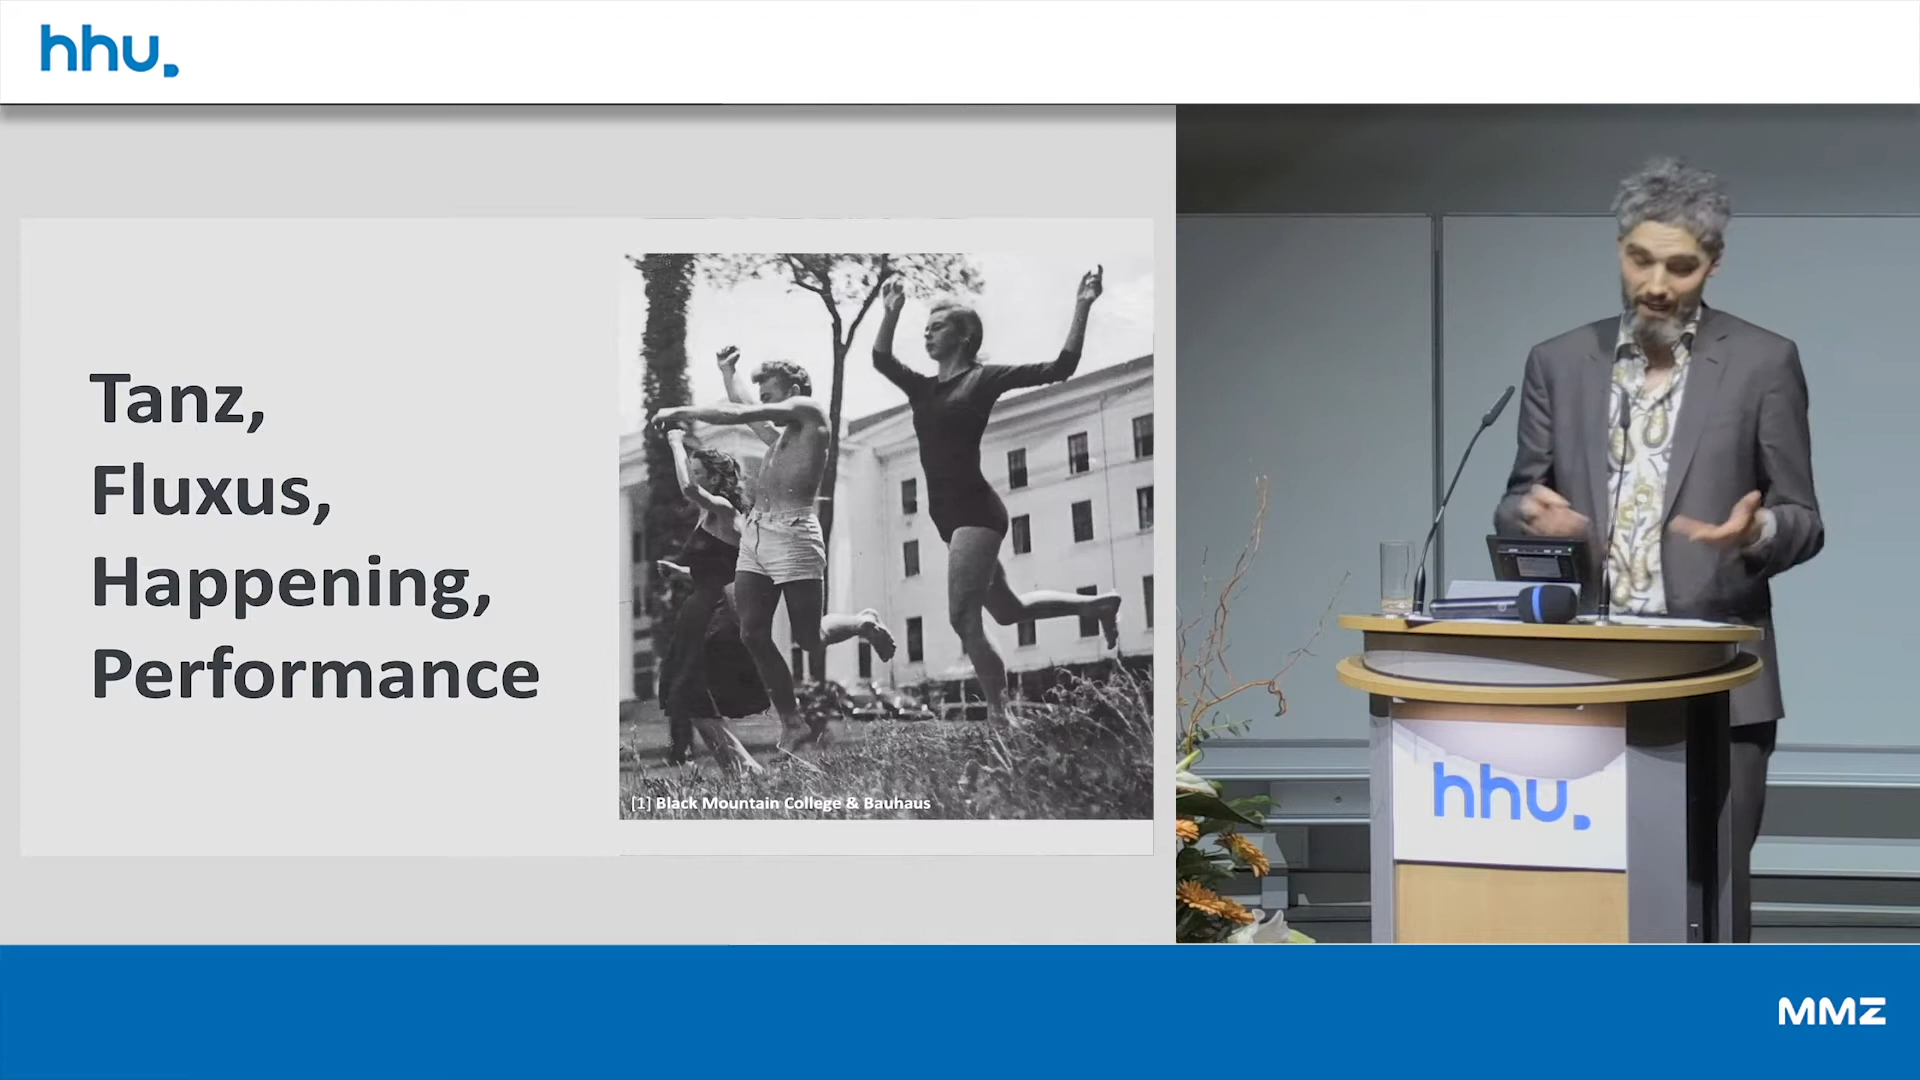 hhu.
Tanz,
Fluxus,
Happening,
Performance
[1] Black Mountain College & Bauhaus
hhu.
MMZ